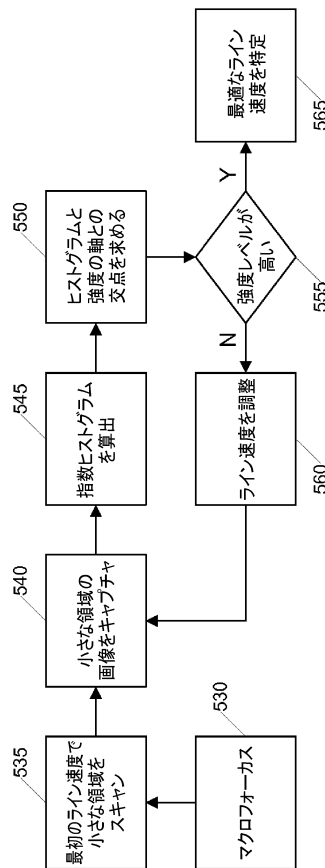 530
マクロフォーカス
535
最初のライン速度で
小さな領域を
スキャン
540
小さな領域の
画像をキャプチャ
545
指数ヒストグラム
を算出
550
ヒストグラムと
強度の軸との
交点を求める
555
強度レベルが
高い
N
Y
560
ライン速度を調整
565
最適なライン
速度を特定